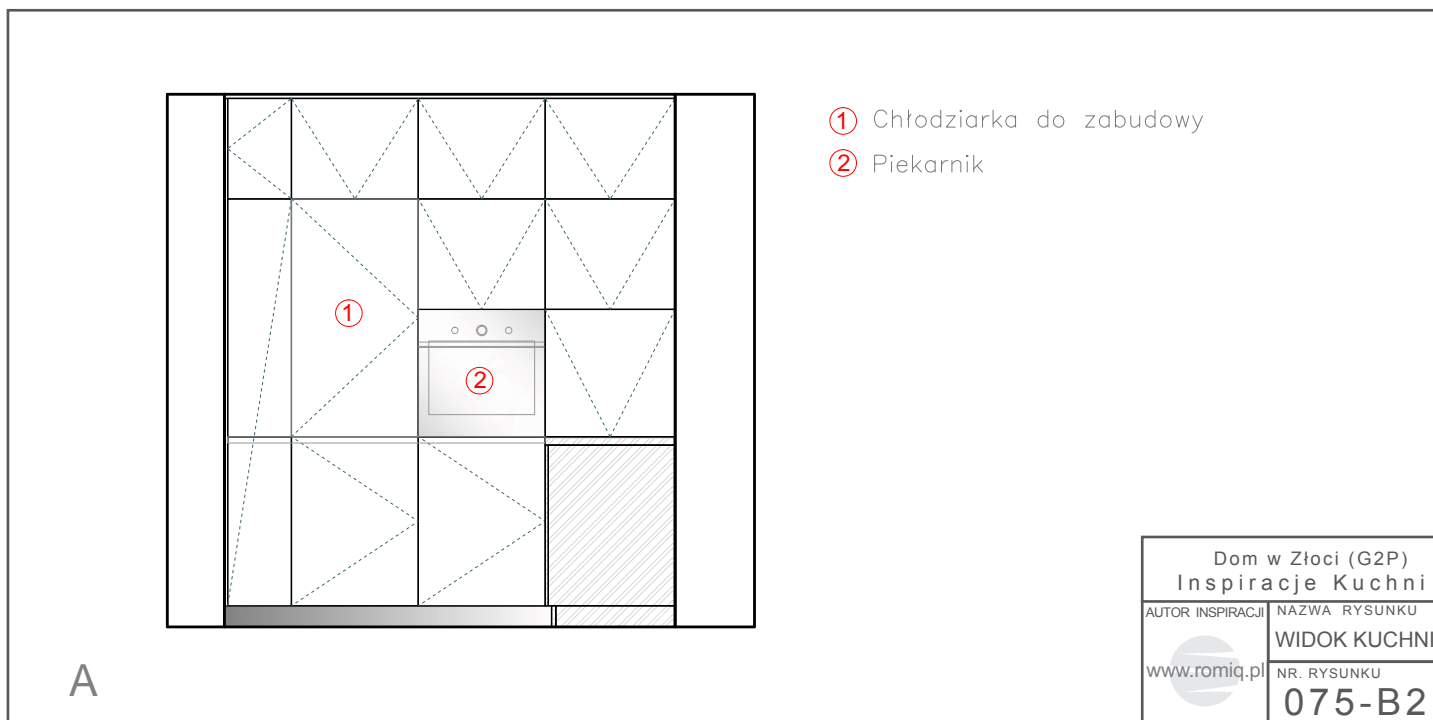 1 Chłodziarka do zabudowy
2 Piekarnik
1
2
A
Dom w Złoci (G2P)
Inspiracje Kuchni
AUTOR INSPIRACJI
www.romiq.pl
NAZWA RYSUNKU
WIDOK KUCHNI
NR. RYSUNKU
075-B2